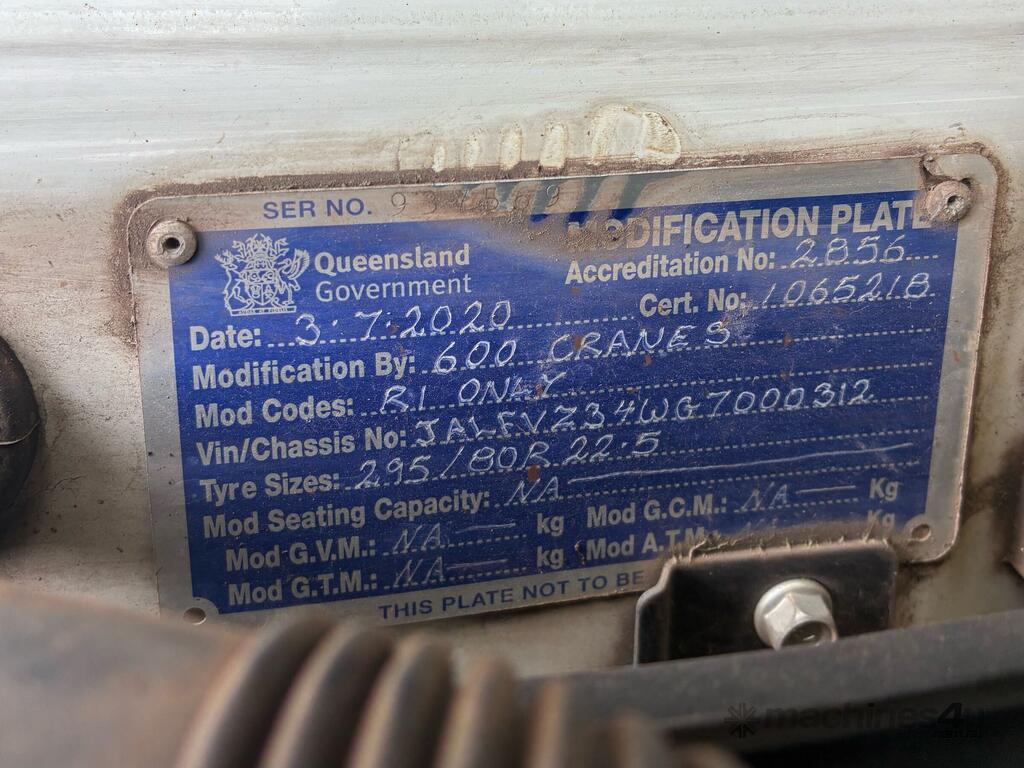 SER NO.
MODIFICATION PLATE
Queensland Government
Accreditation No: 2856
Cert. No: 1065218
Date: 3.7.2020
Modification By: 600 CRANES
Mod Codes: R1 ONLY
Vin/Chassis No: JALFVZ34WG7000312
Tyre Sizes: 295/80R 22.5
Mod Seating Capacity: NA
Mod G.V.M.: NA kg Mod G.C.M.: NA Kg
Mod G.T.M.: NA kg Mod A.T.M.: Kg
THIS PLATE NOT TO BE
machines4u